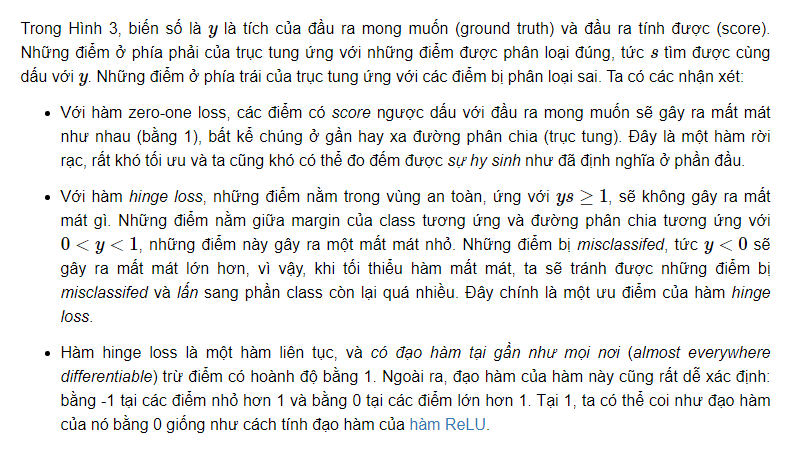 Trong Hình 3, biến số là y là tích của đầu ra mong muốn (ground truth) và đầu ra tính được (score).
Những điểm ở phía phải của trục tung ứng với những điểm được phân loại đúng, tức s tìm được cùng
dấu với y. Những điểm ở phía trái của trục tung ứng với các điểm bị phân loại sai. Ta có các nhận xét:
• Với hàm zero-one loss, các điểm có score ngược dấu với đầu ra mong muốn sẽ gây ra mất mát
như nhau (bằng 1), bất kể chúng ở gần hay xa đường phân chia (trục tung). Đây là một hàm rời
rạc, rất khó tối ưu và ta cũng khó có thể đo đếm được sự hy sinh như đã định nghĩa ở phần đầu.
• Với hàm hinge loss, những điểm nằm trong vùng an toàn, ứng với ys ≥ 1, sẽ không gây ra mất
mát gì. Những điểm nằm giữa margin của class tương ứng và đường phân chia tương ứng với
0 < y < 1, những điểm này gây ra một mất mát nhỏ. Những điểm bị misclassifed, tức y < 0 sẽ
gây ra mất mát lớn hơn, vì vậy, khi tối thiểu hàm mất mát, ta sẽ tránh được những điểm bị
misclassifed và lấn sang phần class còn lại quá nhiều. Đây chính là một ưu điểm của hàm hinge
loss.
• Hàm hinge loss là một hàm liên tục, và có đạo hàm tại gần như mọi nơi (almost everywhere
differentiable) trừ điểm có hoành độ bằng 1. Ngoài ra, đạo hàm của hàm này cũng rất dễ xác định:
bằng -1 tại các điểm nhỏ hơn 1 và bằng 0 tại các điểm lớn hơn 1. Tại 1, ta có thể coi như đạo hàm
của nó bằng 0 giống như cách tính đạo hàm của hàm ReLU.